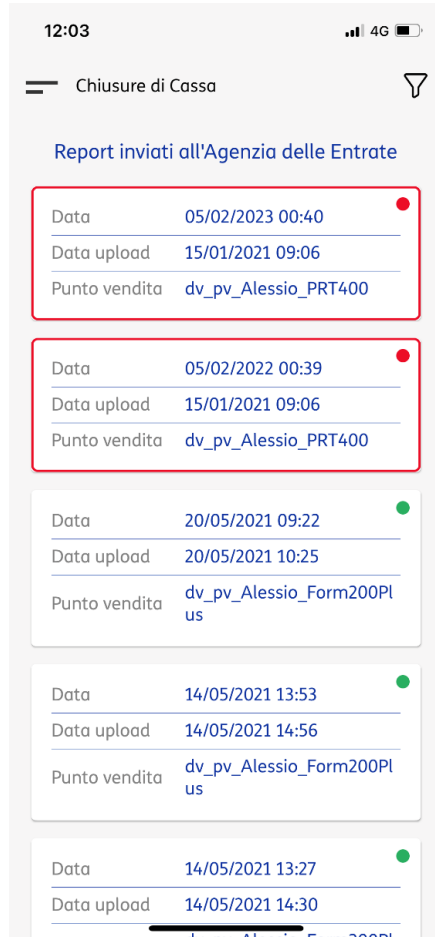 12:03 4G
Chiusure di Cassa
Report inviati all'Agenzia delle Entrate
Data 05/02/2023 00:40
Data upload 15/01/2021 09:06
Punto vendita dv_pv_Alessio_PRT400
Data 05/02/2022 00:39
Data upload 15/01/2021 09:06
Punto vendita dv_pv_Alessio_PRT400
Data 20/05/2021 09:22
Data upload 20/05/2021 10:25
Punto vendita dv_pv_Alessio_Form200Pl
us
Data 14/05/2021 13:53
Data upload 14/05/2021 14:56
Punto vendita dv_pv_Alessio_Form200Pl
us
Data 14/05/2021 13:27
Data upload 14/05/2021 14:30